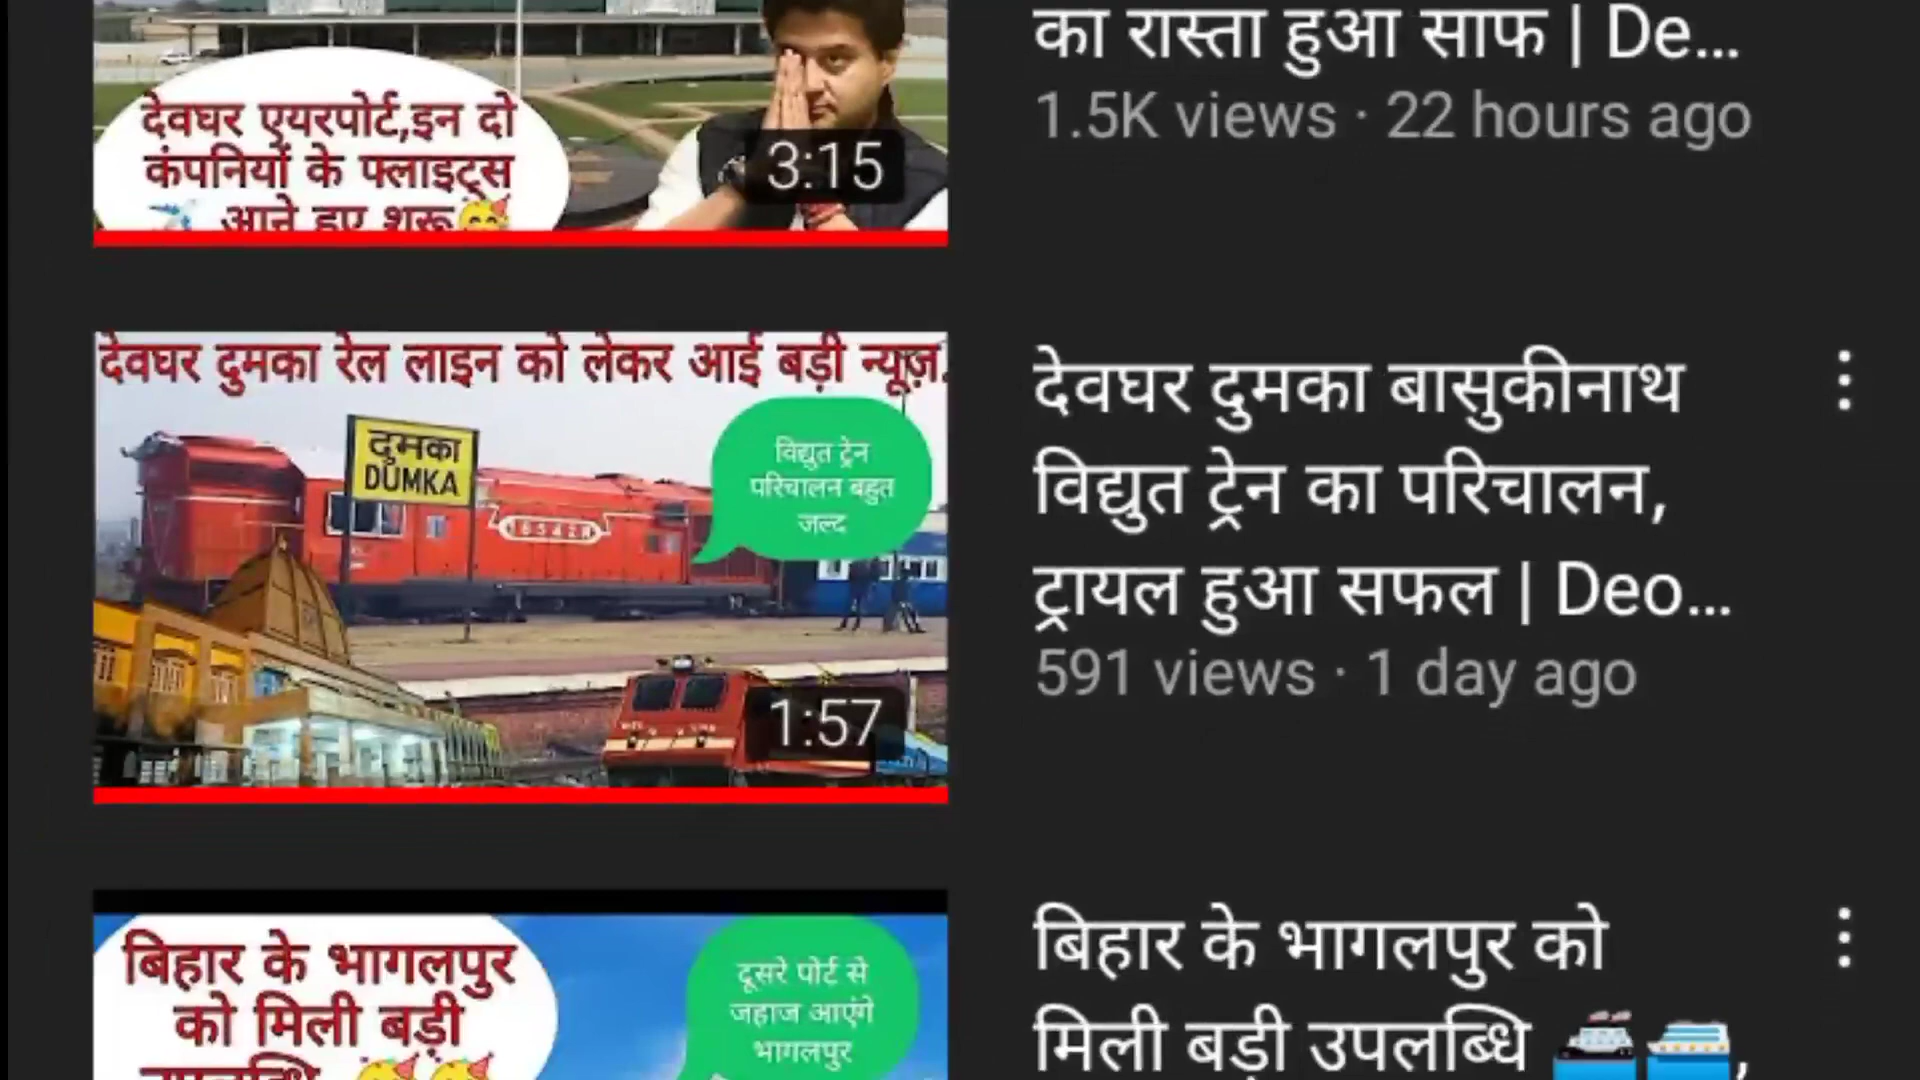 का रास्ता हुआ साफ | De...
1.5K views · 22 hours ago
देवघर एयरपोर्ट,इन दो
कंपनियों के फ्लाइट्स
आने हुए शुरू
3:15
देवघर दुमका रेल लाइन को लेकर आई बड़ी न्यूज़.
दुमका
DUMKA
विद्युत ट्रेन
परिचालन बहुत
जल्द
1:57
देवघर दुमका बासुकीनाथ
विद्युत ट्रेन का परिचालन,
ट्रायल हुआ सफल | Deo...
591 views · 1 day ago
बिहार के भागलपुर
को मिली बड़ी
उपलब्धि
दूसरे पोर्ट से
जहाज आएंगे
भागलपुर
बिहार के भागलपुर को
मिली बड़ी उपलब्धि 🚢🛳️,